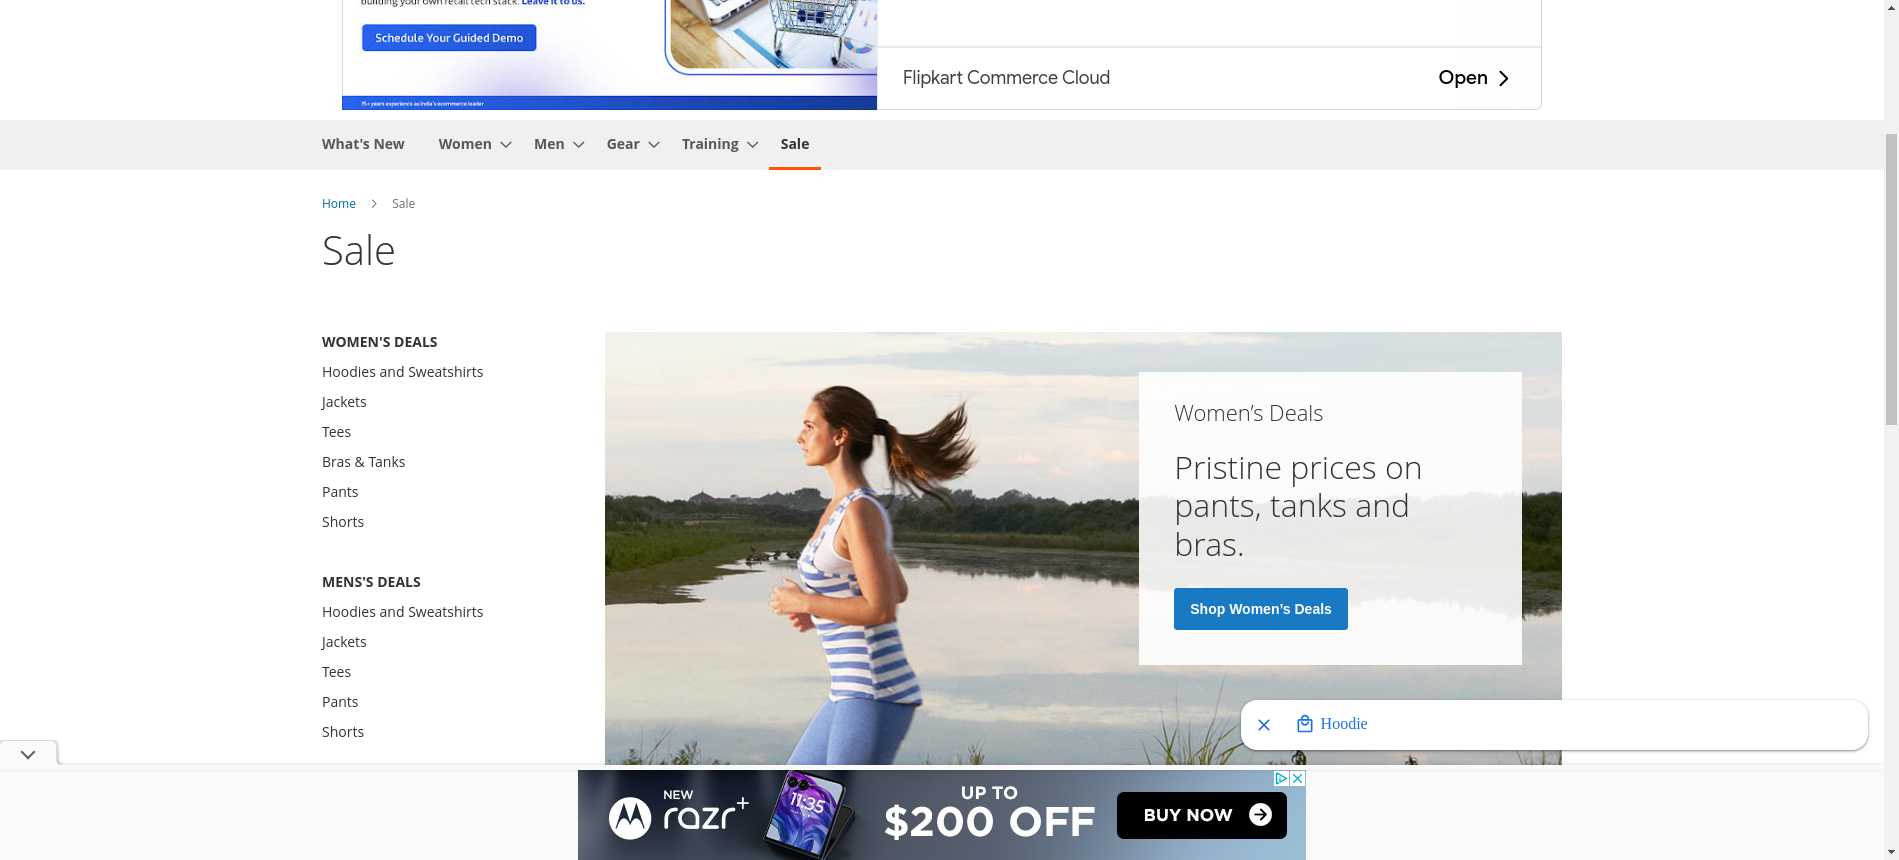 building your own retail tech stack. Leave it to us.
Schedule Your Guided Demo
15+ years experience as India's ecommerce leader
Flipkart Commerce Cloud
Open
What's New Women Men Gear Training Sale
Home Sale
Sale
WOMEN'S DEALS
Hoodies and Sweatshirts
Jackets
Tees
Bras & Tanks
Pants
Shorts
MENS'S DEALS
Hoodies and Sweatshirts
Jackets
Tees
Pants
Shorts
Women’s Deals
Pristine prices on
pants, tanks and
bras.
Shop Women’s Deals
Hoodie
NEW
razr+
11:35
UP TO
$200 OFF
BUY NOW